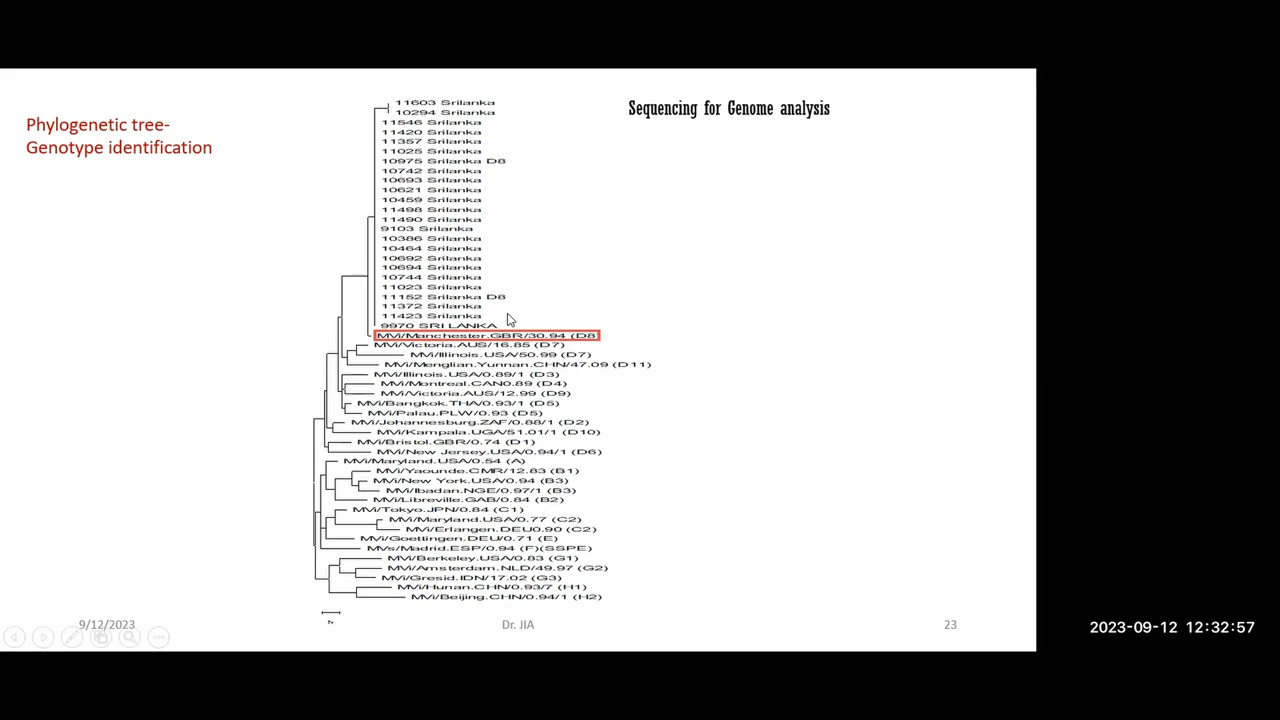 Phylogenetic tree-
Genotype identification
Sequencing for Genome analysis
11603 Srilanka
10294 Srilanka
11546 Srilanka
11420 Srilanka
11357 Srilanka
11025 Srilanka
10975 Srilanka D8
10742 Srilanka
10693 Srilanka
10621 Srilanka
10459 Srilanka
11498 Srilanka
11490 Srilanka
9103 Srilanka
10386 Srilanka
10464 Srilanka
10692 Srilanka
10694 Srilanka
10744 Srilanka
11023 Srilanka
11152 Srilanka D8
11372 Srilanka
11423 Srilanka
9970 SRI LANKA
MVi/Manchester.GBR/30.94 (D8
MVi/Victoria.AUS/16.85 (D7)
MVi/Illinois.USA/50.99 (D7)
MVi/Menglian.Yunnan.CHN/47.09 (D11)
MVi/Illinois.USA/0.89/1 (D3)
MVi/Montreal.CAN0.89 (D4)
MVi/Victoria.AUS/12.99 (D9)
MVi/Bangkok.THA/0.93/1 (D5)
MVi/Palau.PLW/0.93 (D5)
MVi/Johannesburg.ZAF/0.88/1 (D2)
MVi/Kampala.UGA/51.01/1 (D10)
MVi/Bristol.GBR/0.74 (D1)
MVi/New Jersey.USA/0.94/1 (D6)
MVi/Maryland.USA/0.54 (A)
MVi/Yaounde.CMR/12.83 (B1)
MVi/New York.USA/0.94 (B3)
MVi/Ibadan.NGE/0.97/1 (B3)
MVi/Libreville.GAB/0.84 (B2)
MVi/Tokyo.JPN/0.84 (C1)
MVi/Maryland.USA/0.77 (C2)
MVi/Erlangen.DEU0.90 (C2)
MVi/Goettingen.DEU/0.71 (E)
MVs/Madrid.ESP/0.94 (F)(SSPE)
MVi/Berkeley.USA/0.83 (G1)
MVi/Amsterdam.NLD/49.97 (G2)
MVi/Gresid.IDN/17.02 (G3)
MVi/Hunan.CHN/0.93/7 (H1)
MVi/Beijing.CHN/0.94/1 (H2)
9/12/2023
Dr. JIA
23
2023-09-12 12:32:57